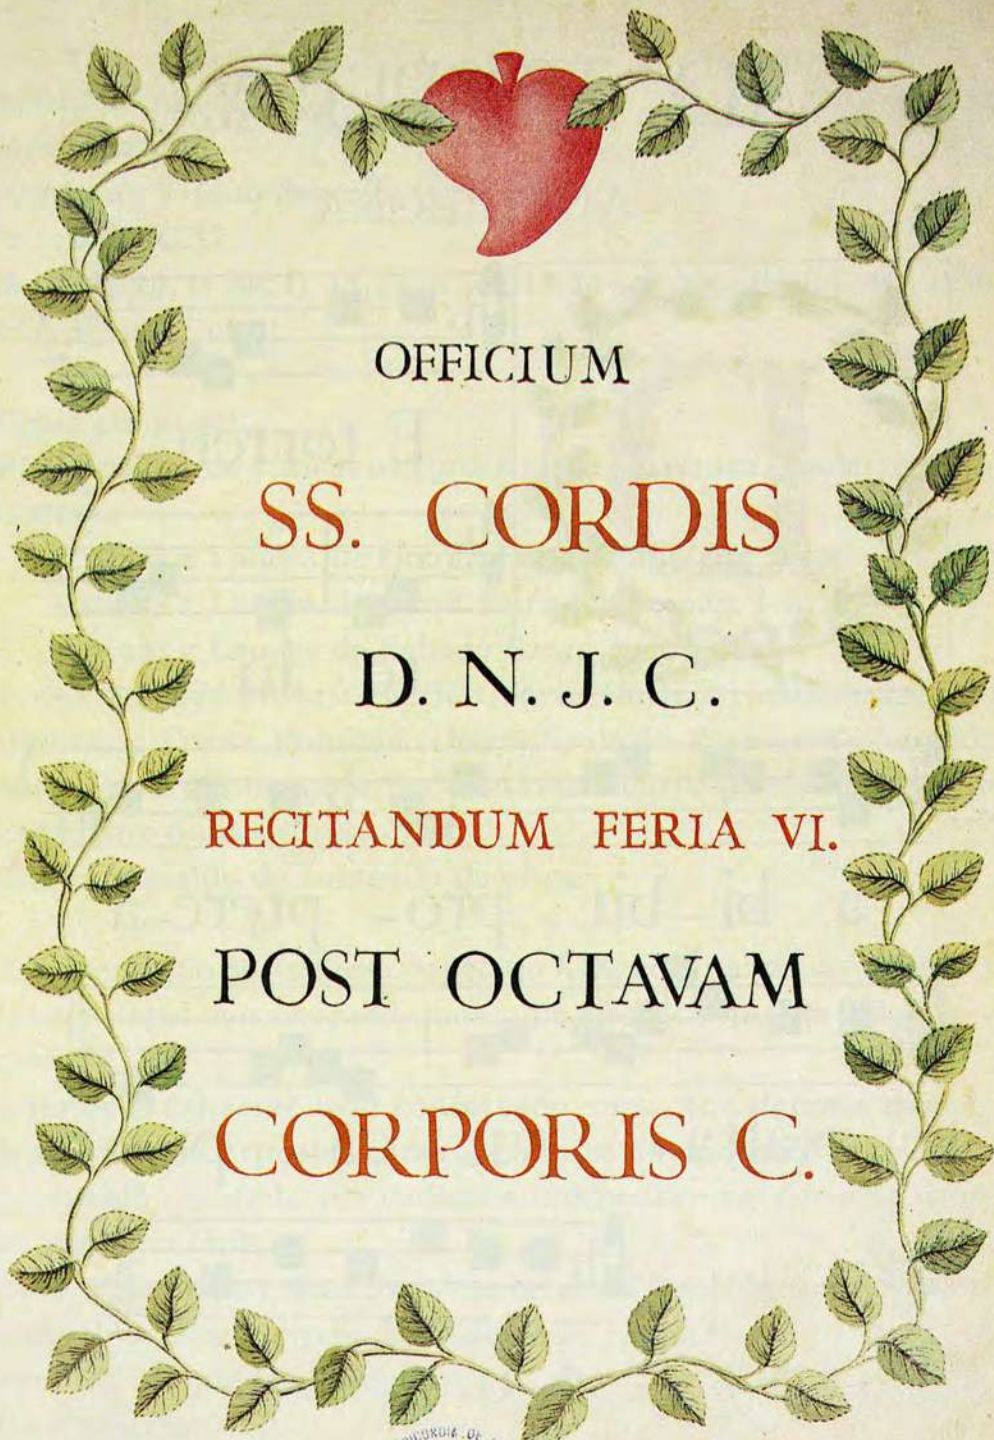 OFFICIUM
SS. CORDIS
D. N. J. C.
RECITANDUM FERIA VI.
POST OCTAVAM
CORPORIS C.